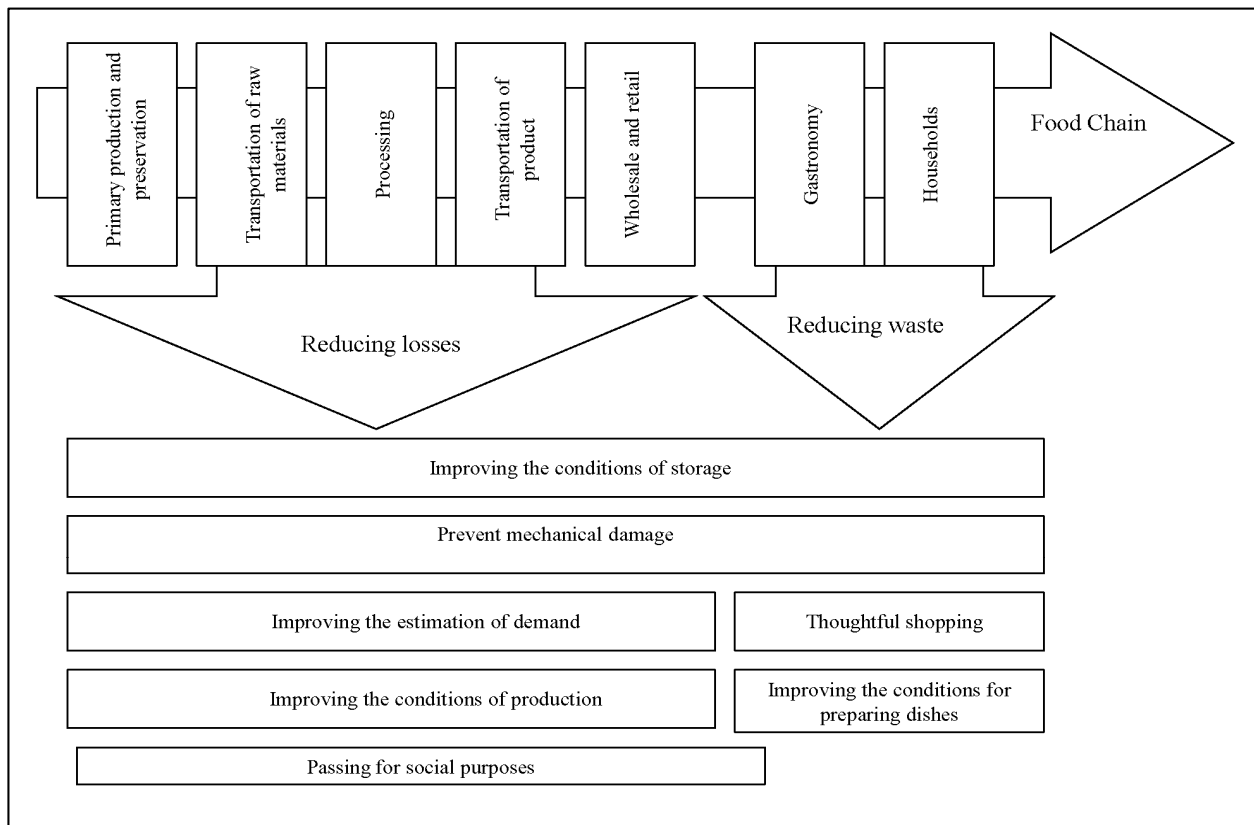 Primary production and
preservation
Transportation of raw
materials
Processing
Transportation of
product
Wholesale and retail
Gastronomy
Households
Food Chain
Reducing losses
Reducing waste
Improving the conditions of storage
Prevent mechanical damage
Improving the estimation of demand
Thoughtful shopping
Improving the conditions of production
Improving the conditions for
preparing dishes
Passing for social purposes